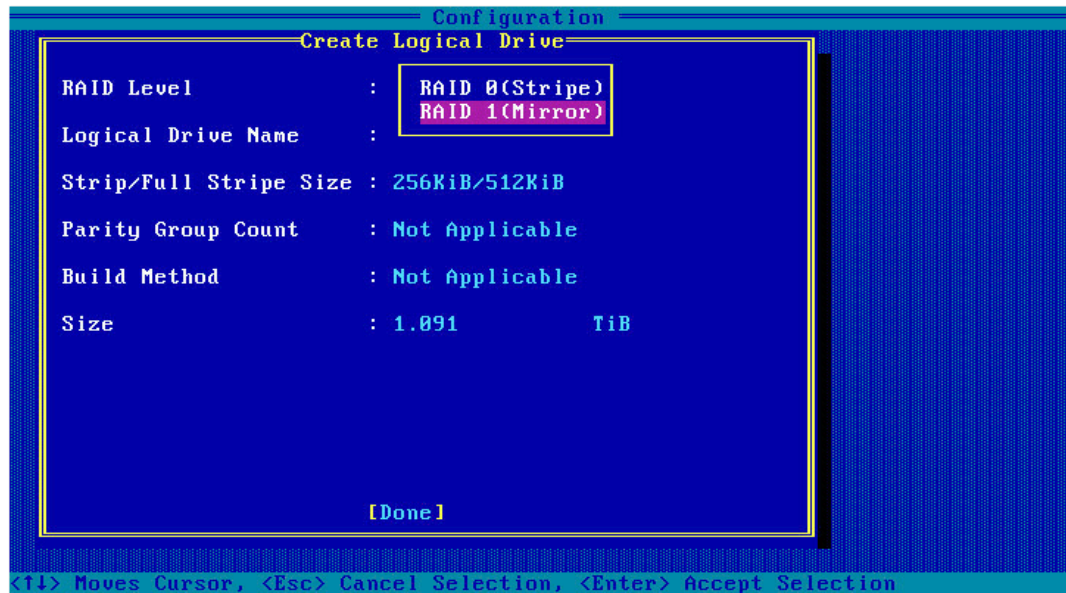 Configuration
Create Logical Drive
RAID Level : RAID 0(Stripe)
RAID 1(Mirror)
Logical Drive Name :
Strip/Full Stripe Size : 256KiB/512KiB
Parity Group Count : Not Applicable
Build Method : Not Applicable
Size : 1.091 TiB
[Done]
<↑↓> Moves Cursor, <Esc> Cancel Selection, <Enter> Accept Selection